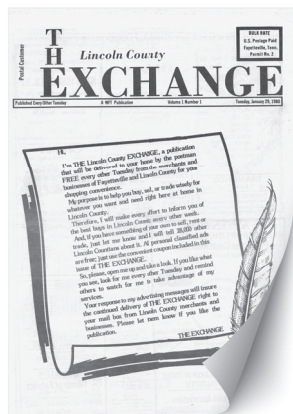 Postal Customer
THE
Lincoln County
EXCHANGE
BULK RATE
U.S. Postage Paid
Fayetteville, Tenn.
Permit No. 2
Published Every Other Tuesday A MFT Publication Volume 1 Number 1 Tuesday, January 29, 1980
Hi,
I'm THE Lincoln County EXCHANGE, a publication
that will be delivered to your home by the postman
FREE every other Tuesday from the merchants and
businesses of Fayetteville and Lincoln County for your
shopping convenience.
My purpose is to help you buy, sell, or trade wisely for
whatever you want and need right here at home in
Lincoln County.
Therefore, I will make every effort to inform you of
the best buys in Lincoln County every other week.
And, if you have something of your own to sell, rent or
trade, just let me know and I will tell 28,000 other
Lincoln Countians about it. All personal classified ads
are free; just use the convenient coupon included in this
issue of THE EXCHANGE.
So, please, open me up and take a look. If you like what
you see, look for me every other Tuesday and remind
others to watch for me to take advantage of my
services.
Your response to my advertising messages will insure
the continued delivery of THE EXCHANGE right to
your mail box from Lincoln County merchants and
businesses. Please let them know if you like the
publication.
THE EXCHANGE